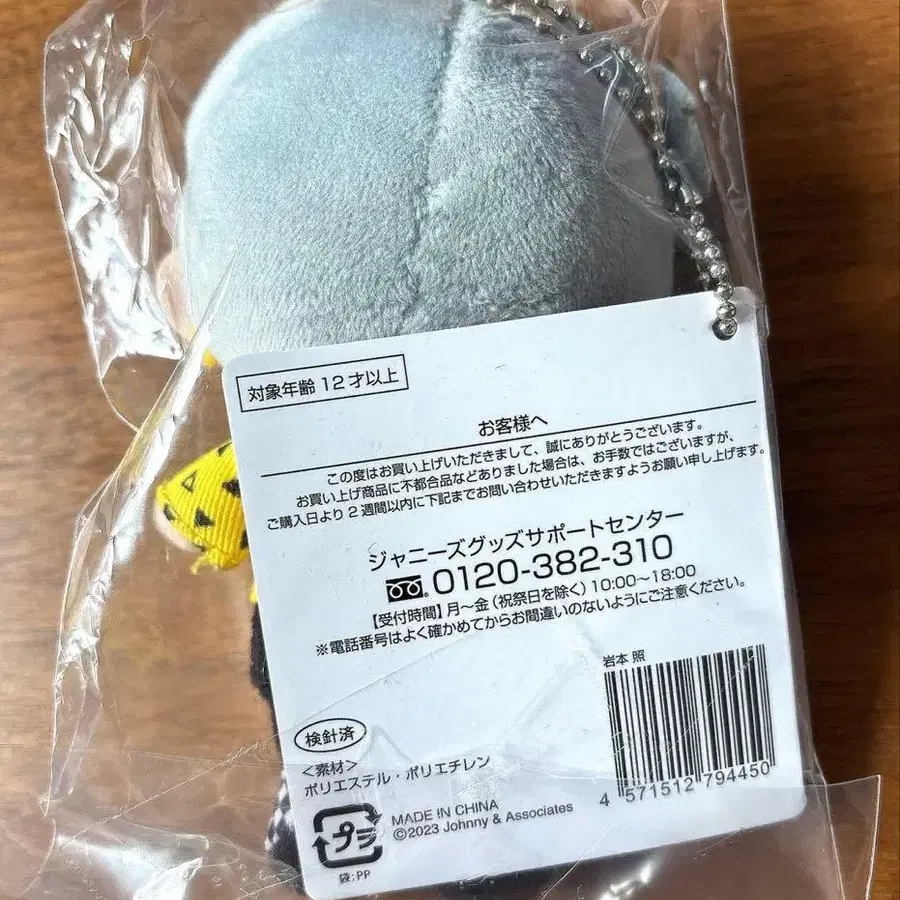 対象年齢 12 才以上
お客様へ
この度はお買い上げいただきまして、誠にありがとうございます。
お買い上げ商品に不都合品などありました場合は、お手数ではございますが、
ご購入日より 2 週間以内に下記までお問い合わせいただきますようお願い申し上げます。
ジャニーズグッズサポートセンター
0120-382-310
【受付時間】月～金（祝祭日を除く）10:00～18:00
※電話番号はよく確かめてからお間違いのないようにご注意ください。
岩本 照
4 571512 794450
検針済
＜素材＞
ポリエステル・ポリエチレン
プラ
袋:PP
MADE IN CHINA
©2023 Johnny & Associates